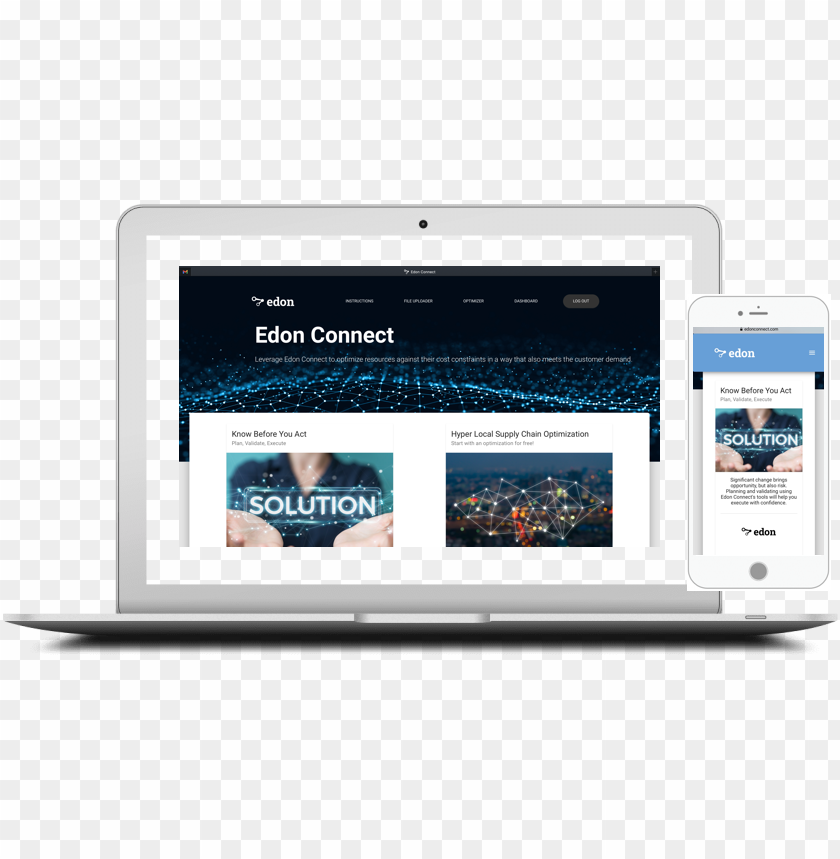 Edon Connect
edon
INSTRUCTIONS
FILE UPLOADER
OPTIMIZER
DASHBOARD
LOG OUT
Edon Connect
Leverage Edon Connect to optimize resources against their cost constraints in a way that also meets the customer demand.
Know Before You Act
Plan, Validate, Execute
SOLUTION
Hyper Local Supply Chain Optimization
Start with an optimization for free!
edonconnect.com
edon
Know Before You Act
Plan, Validate, Execute
SOLUTION
Significant change brings
opportunity, but also risk.
Planning and validating using
Edon Connect's tools will help you
execute with confidence.
edon